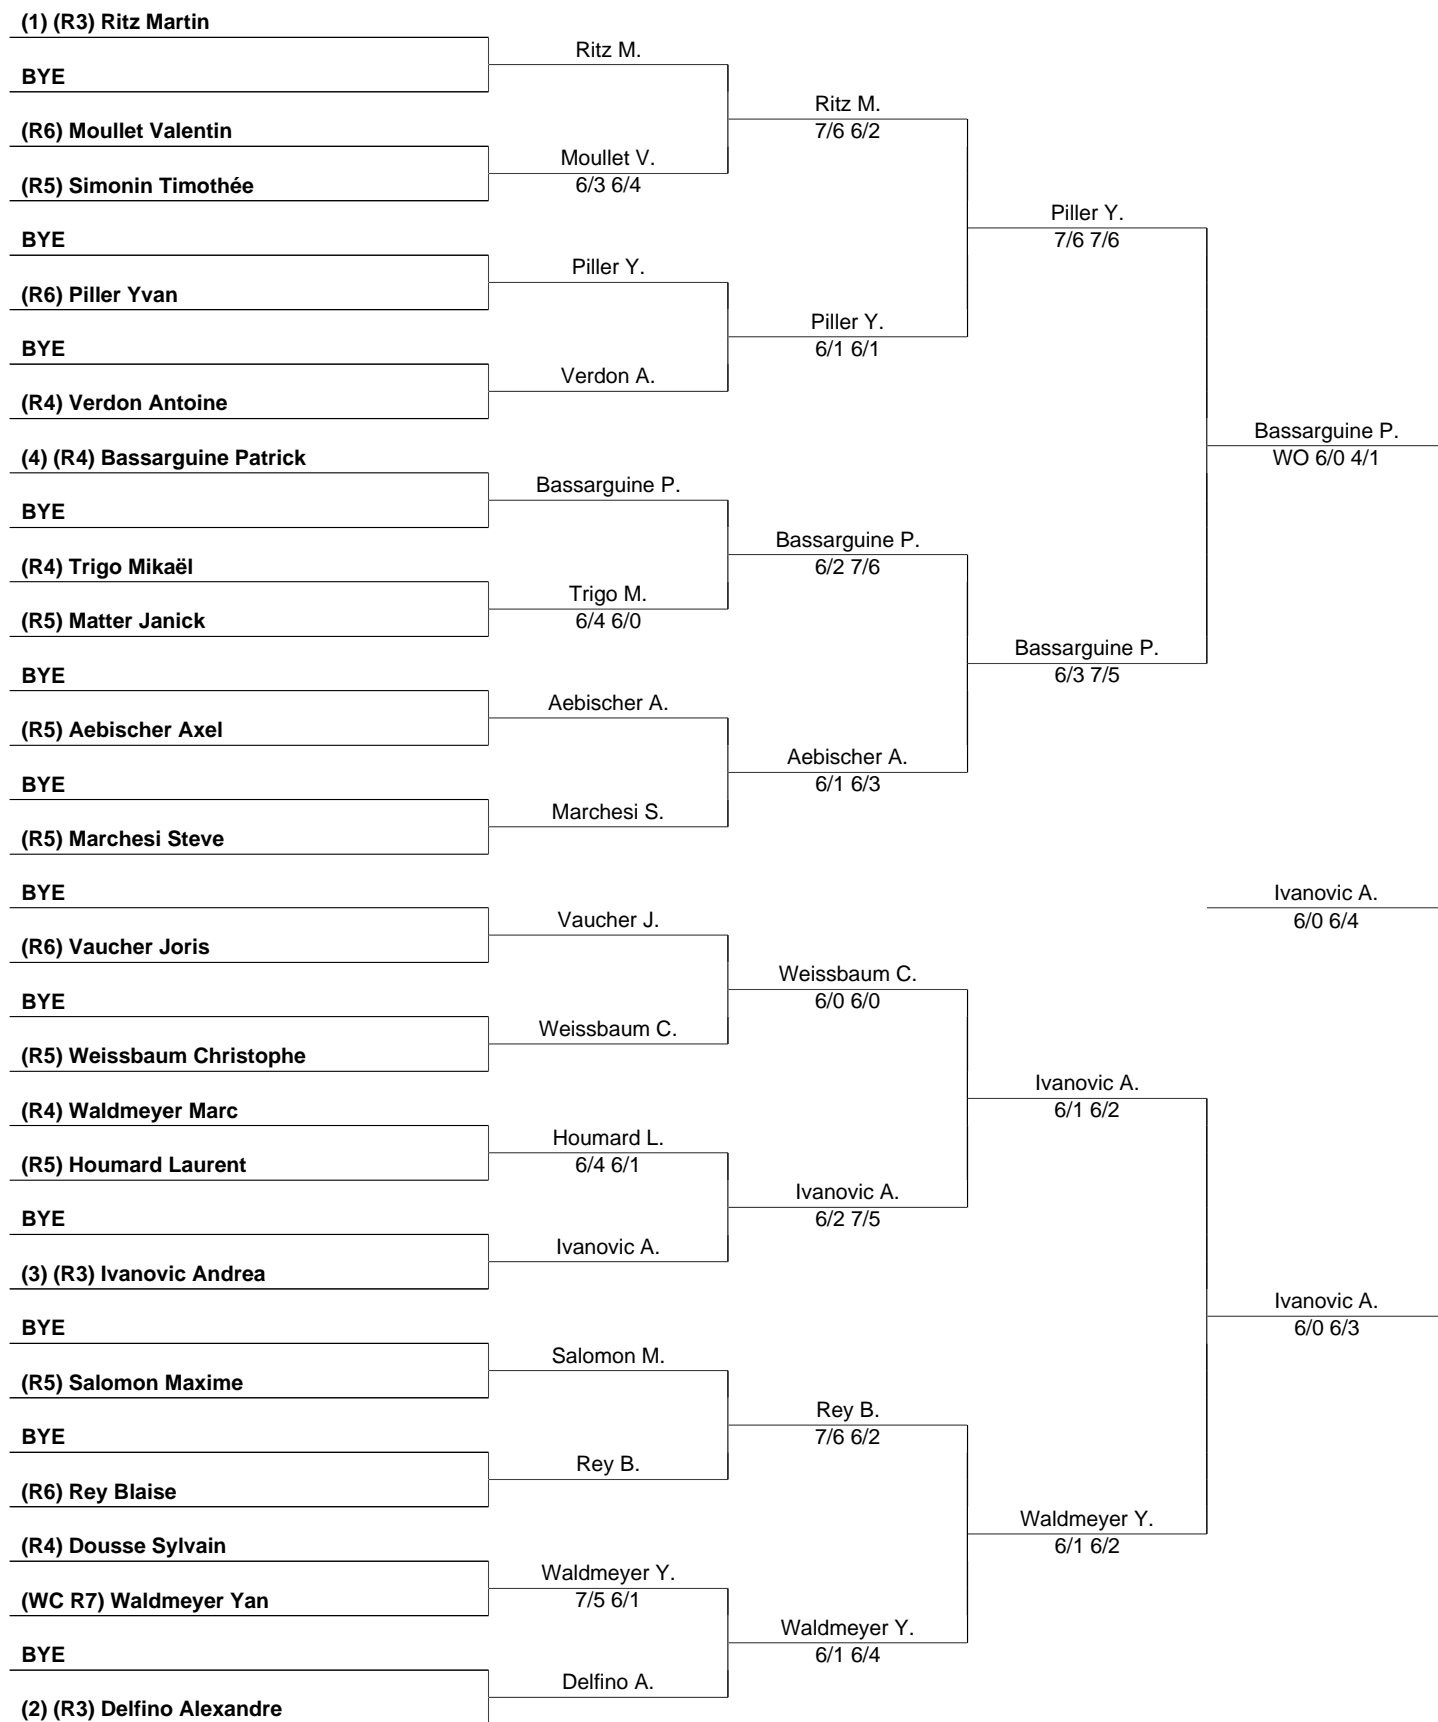 (1) (R3) Ritz Martin
Ritz M.
BYE
Ritz M.
7/6 6/2
(R6) Moullet Valentin
Moullet V.
6/3 6/4
(R5) Simonin Timothée
Piller Y.
7/6 7/6
BYE
Piller Y.
(R6) Piller Yvan
Piller Y.
6/1 6/1
BYE
Verdon A.
(R4) Verdon Antoine
Bassarguine P.
WO 6/0 4/1
(4) (R4) Bassarguine Patrick
Bassarguine P.
BYE
Bassarguine P.
6/2 7/6
(R4) Trigo Mikaël
Trigo M.
6/4 6/0
(R5) Matter Janick
Bassarguine P.
6/3 7/5
BYE
Aebischer A.
(R5) Aebischer Axel
Aebischer A.
6/1 6/3
BYE
Marchesi S.
(R5) Marchesi Steve
BYE
Ivanovic A.
6/0 6/4
Vaucher J.
(R6) Vaucher Joris
Weissbaum C.
6/0 6/0
BYE
Weissbaum C.
(R5) Weissbaum Christophe
Ivanovic A.
6/1 6/2
(R4) Waldmeyer Marc
Houmard L.
6/4 6/1
(R5) Houmard Laurent
Ivanovic A.
6/2 7/5
BYE
Ivanovic A.
(3) (R3) Ivanovic Andrea
Ivanovic A.
6/0 6/3
BYE
Salomon M.
(R5) Salomon Maxime
Rey B.
7/6 6/2
BYE
Rey B.
(R6) Rey Blaise
Waldmeyer Y.
6/1 6/2
(R4) Dousse Sylvain
Waldmeyer Y.
7/5 6/1
(WC R7) Waldmeyer Yan
Waldmeyer Y.
6/1 6/4
BYE
Delfino A.
(2) (R3) Delfino Alexandre